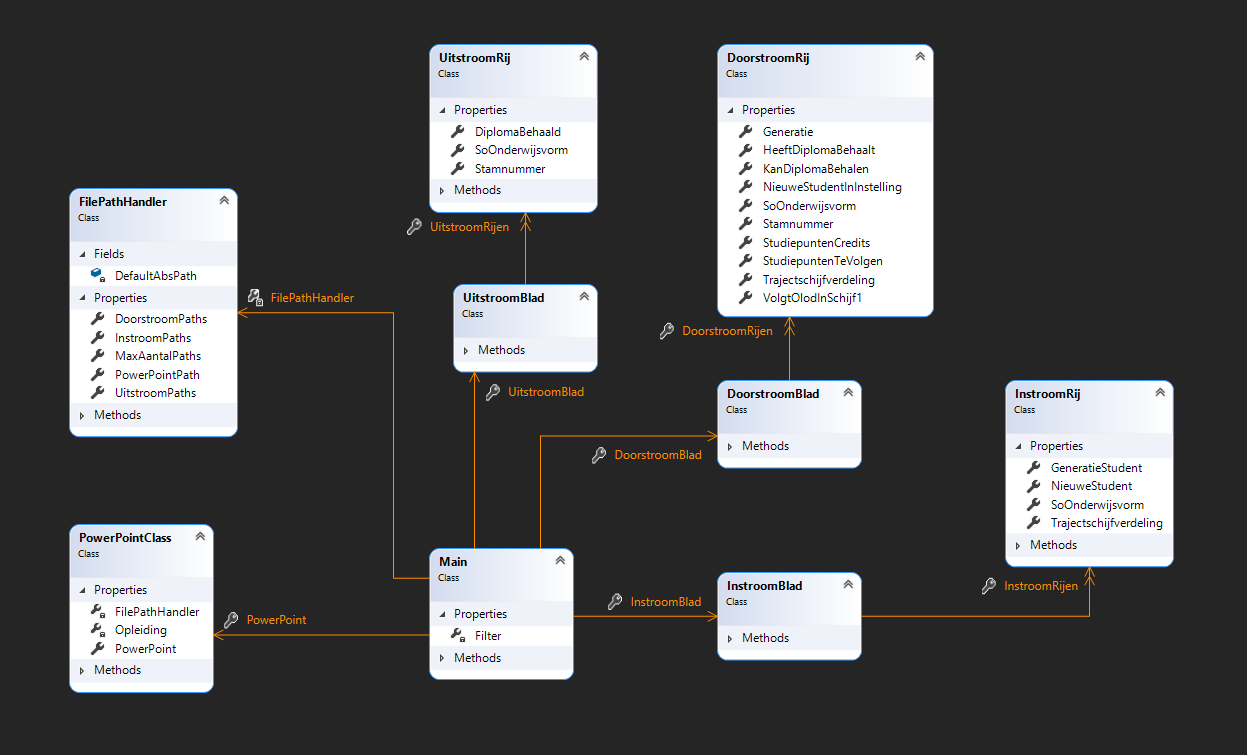 UitstroomRij
Class
Properties
DiplomaBehaald
SoOnderwijsvorm
Stamnummer
Methods
DoorstroomRij
Class
Properties
Generatie
HeeftDiplomaBehaalt
KanDiplomaBehalen
NieuweStudentInInstelling
SoOnderwijsvorm
Stamnummer
StudiepuntenCredits
StudiepuntenTeVolgen
Trajectschijfverdeling
VolgtOlodInSchijf1
FilePathHandler
Class
Fields
DefaultAbsPath
Properties
DoorstroomPaths
InstroomPaths
MaxAantalPaths
PowerPointPath
UitstroomPaths
Methods
UitstroomRijen
FilePathHandler
UitstroomBlad
Class
Methods
DoorstroomRijen
UitstroomBlad
DoorstroomBlad
Class
Methods
DoorstroomBlad
InstroomRij
Class
Properties
GeneratieStudent
NieuweStudent
SoOnderwijsvorm
Trajectschijfverdeling
Methods
PowerPointClass
Class
Properties
FilePathHandler
Opleiding
PowerPoint
Methods
PowerPoint
Main
Class
Properties
Filter
Methods
InstroomBlad
InstroomBlad
Class
Methods
InstroomRijen